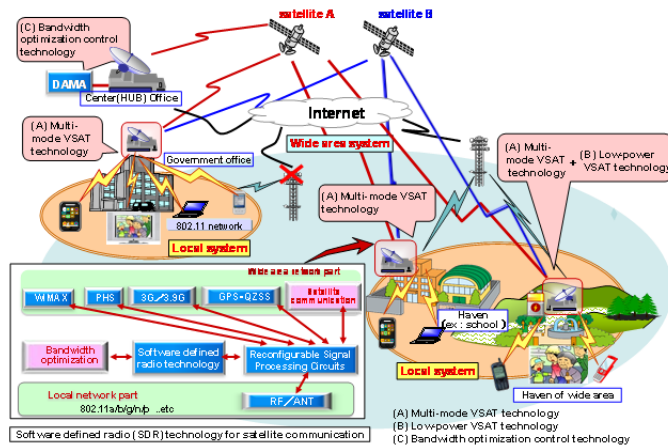 (C) Bandwidth
optimization control
technology
satellite A
satellite B
DAMA
Center(HUB) Office
Internet
(A) Multi-
mode VSAT
technology
Wide area system
Government office
(A) Multi-
mode VSAT
technology
+ (B) Low-power
VSAT technology
(A) Multi- mode VSAT
technology
802.11 network
Local system
Wide area network part
WiMAX
PHS
3G/3.9G
GPS・QZSS
Satellite
communication
Bandwidth
optimization
Software defined
radio technology
Reconfigurable Signal
Processing Circuits
Local network part
802.11a/b/g/n/p ..etc
RF/ANT
Software defined radio (SDR) technology for satellite communication
Haven
(ex : school)
Local system
Haven of wide area
(A) Multi-mode VSAT technology
(B) Low-power VSAT technology
(C) Bandwidth optimization control technology